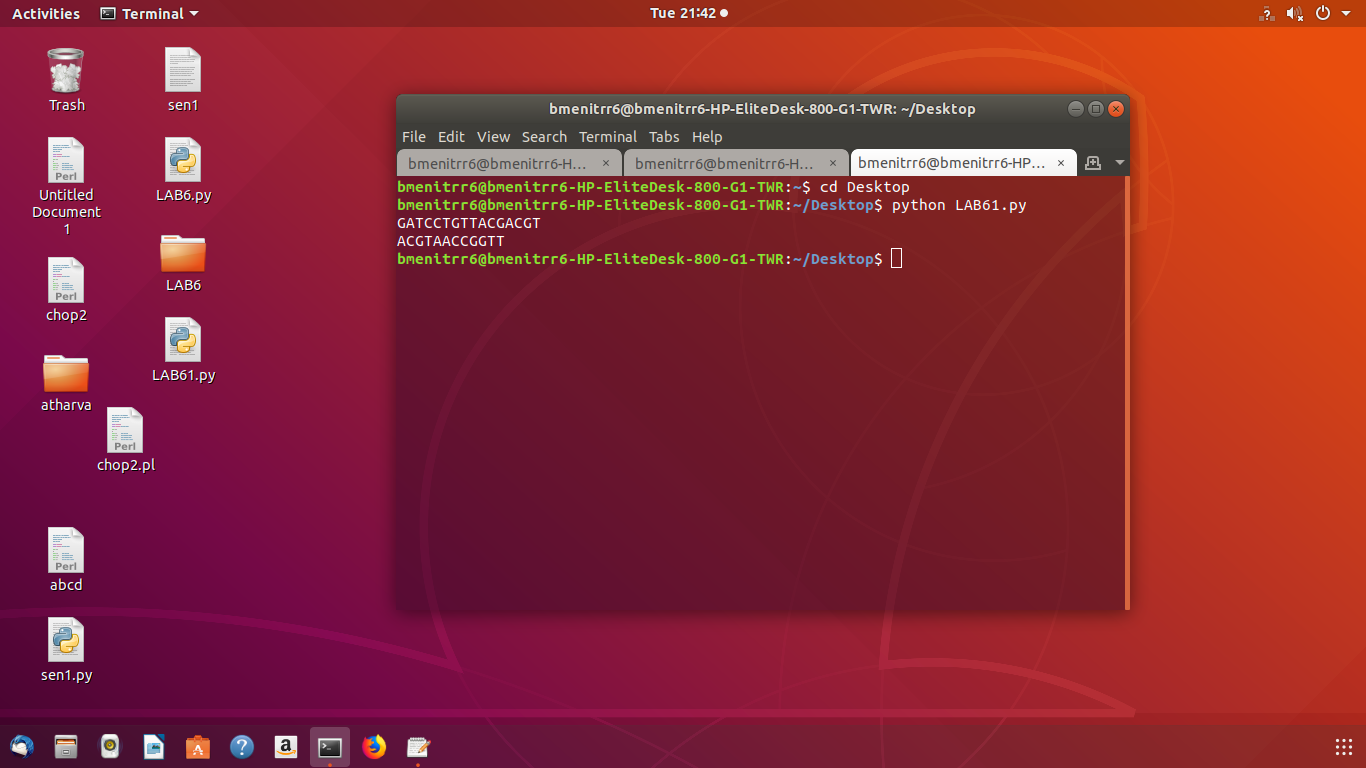 Activities
Terminal
Tue 21:42
Trash
sen1
Perl
Untitled
Document
1
LAB6.py
LAB6
Perl
chop2
LAB61.py
atharva
Perl
chop2.pl
Perl
abcd
sen1.py
bmenitrr6@bmenitrr6-HP-EliteDesk-800-G1-TWR: ~/Desktop
File Edit View Search Terminal Tabs Help
bmenitrr6@bmenitrr6-H... × bmenitrr6@bmenitrr6-H... × bmenitrr6@bmenitrr6-HP... ×
bmenitrr6@bmenitrr6-HP-EliteDesk-800-G1-TWR:~$ cd Desktop
bmenitrr6@bmenitrr6-HP-EliteDesk-800-G1-TWR:~/Desktop$ python LAB61.py
GATCCTGTTACGACGT
ACGTAACCGGTT
bmenitrr6@bmenitrr6-HP-EliteDesk-800-G1-TWR:~/Desktop$